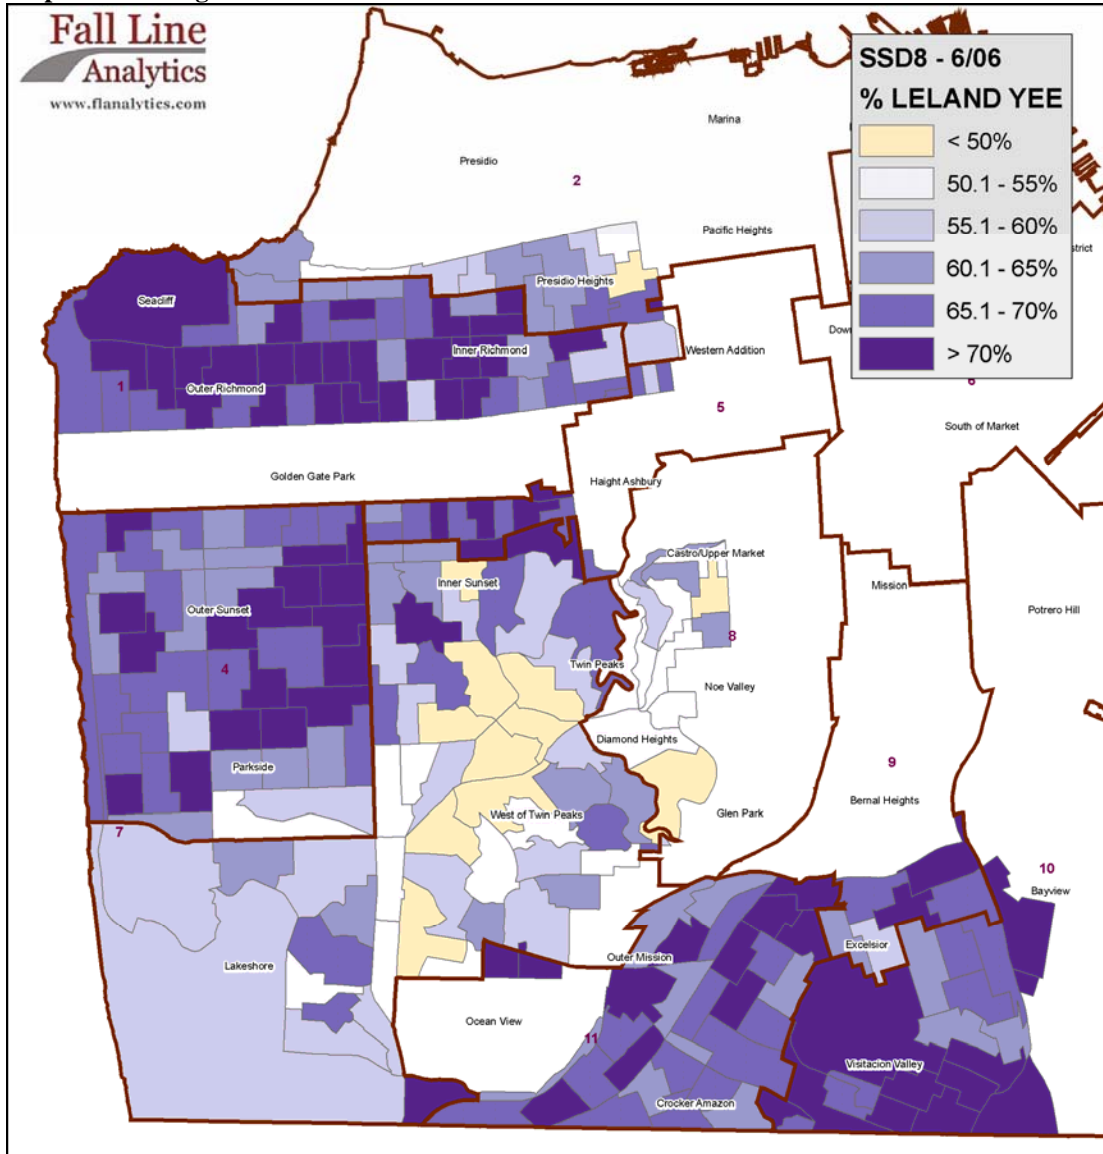 Fall Line
Analytics
www.flanalytics.com
SSD8 - 6/06
% LELAND YEE
< 50%
50.1 - 55%
55.1 - 60%
60.1 - 65%
65.1 - 70%
> 70%
Marina
Presidio
2
Pacific Heights
strict
Presidio Heights
Seacliff
Dow
Inner Richmond
Western Addition
1
Outer Richmond
6
5
South of Market
Golden Gate Park
Haight Ashbury
Castro/Upper Market
Inner Sunset
Mission
Outer Sunset
Potrero Hill
8
4
Twin Peaks
Noe Valley
Diamond Heights
9
Parkside
Bernal Heights
West of Twin Peaks
Glen Park
7
10
Bayview
Excelsior
Outer Mission
Lakeshore
Ocean View
11
Visitacion Valley
Crocker Amazon